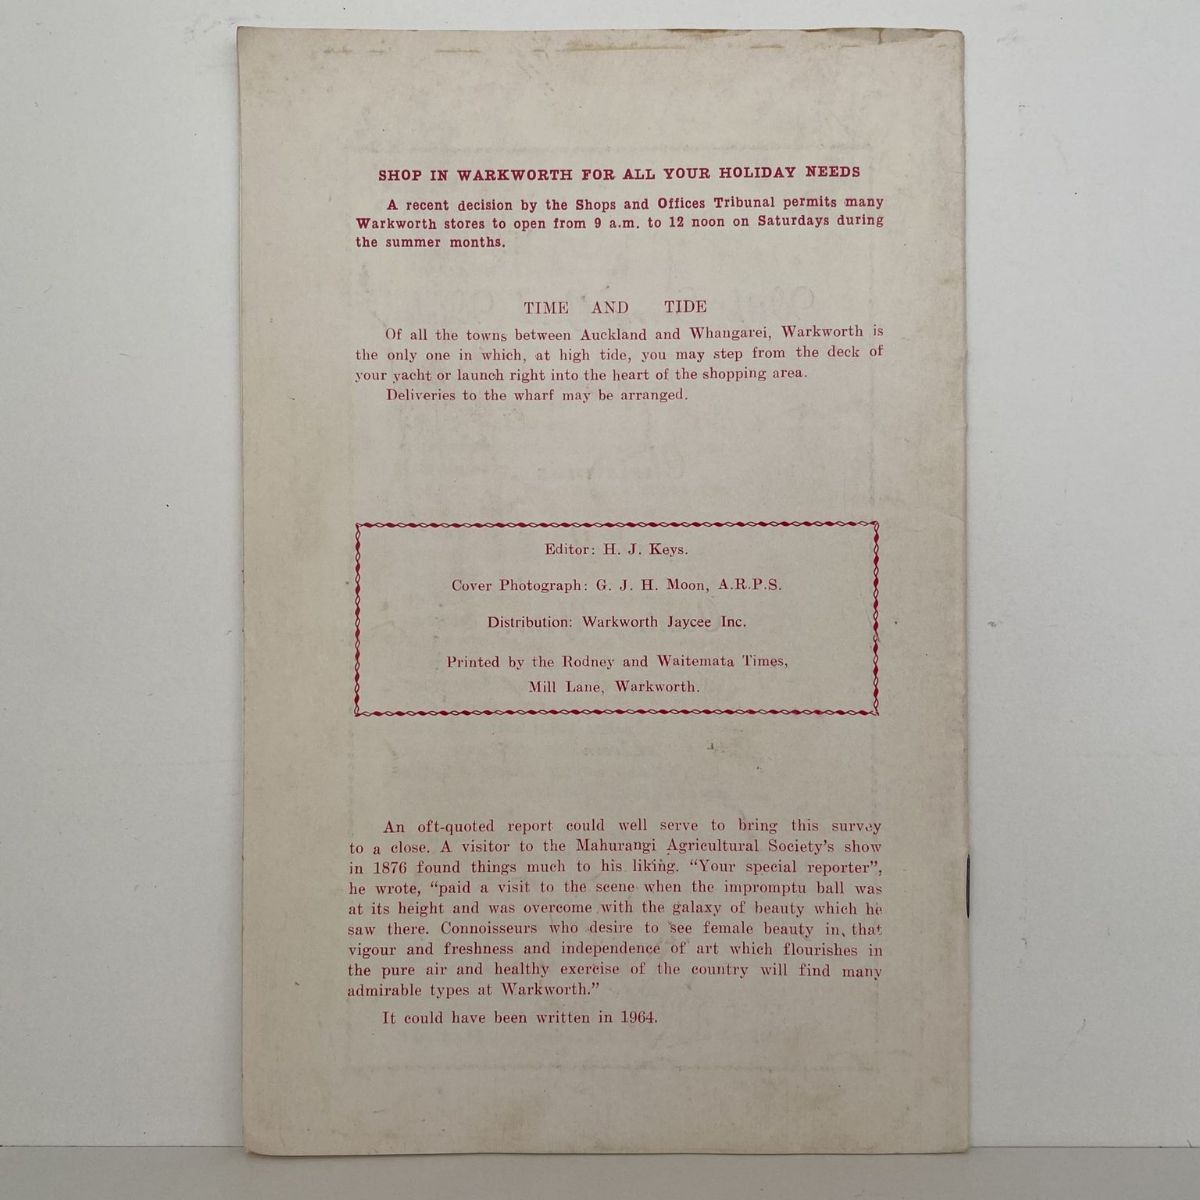 SHOP IN WARKWORTH FOR ALL YOUR HOLIDAY NEEDS
A recent decision by the Shops and Offices Tribunal permits many
Warkworth stores to open from 9 a.m. to 12 noon on Saturdays during
the summer months.
TIME AND TIDE
Of all the towns between Auckland and Whangarei, Warkworth is
the only one in which, at high tide, you may step from the deck of
your yacht or launch right into the heart of the shopping area.
Deliveries to the wharf may be arranged.
Editor: H. J. Keys.
Cover Photograph: G. J. H. Moon, A.R.P.S.
Distribution: Warkworth Jaycee Inc.
Printed by the Rodney and Waitemata Times,
Mill Lane, Warkworth.
An oft-quoted report could well serve to bring this survey
to a close. A visitor to the Mahurangi Agricultural Society's show
in 1876 found things much to his liking. “Your special reporter”,
he wrote, “paid a visit to the scene when the impromptu ball was
at its height and was overcome with the galaxy of beauty which he
saw there. Connoisseurs who desire to see female beauty in that
vigour and freshness and independence of art which flourishes in
the pure air and healthy exercise of the country will find many
admirable types at Warkworth.”
It could have been written in 1964.